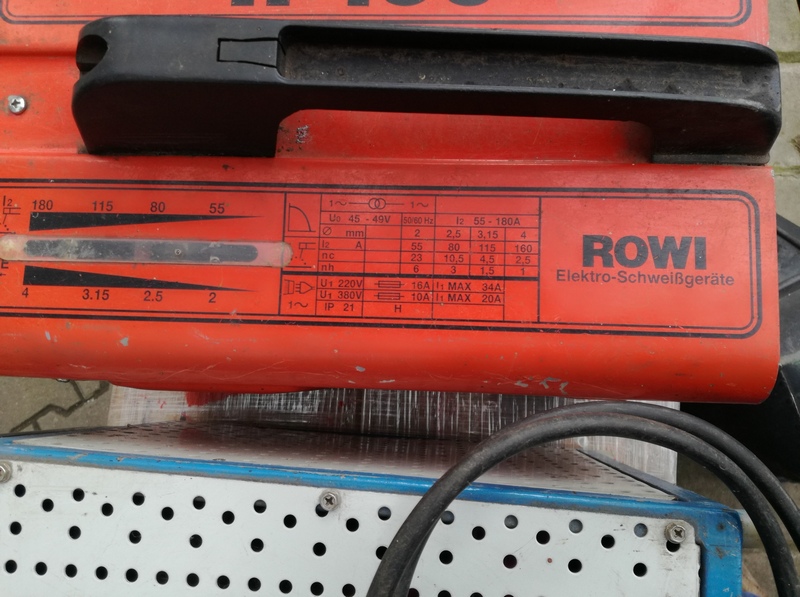 I2 180 115 80 55
4 3.15 2.5 2
1~ 1~
U0 45 - 49V 50/60 Hz I2 55 - 180A
Ø mm 2 2,5 3,15 4
I2 A 55 80 115 160
nc 23 10,5 4,5 2,5
nh 6 3 1,5 1
U1 220V 16A I1 MAX 34A
U1 380V 10A I1 MAX 20A
1~ IP 21 H
ROWI
Elektro-Schweißgeräte